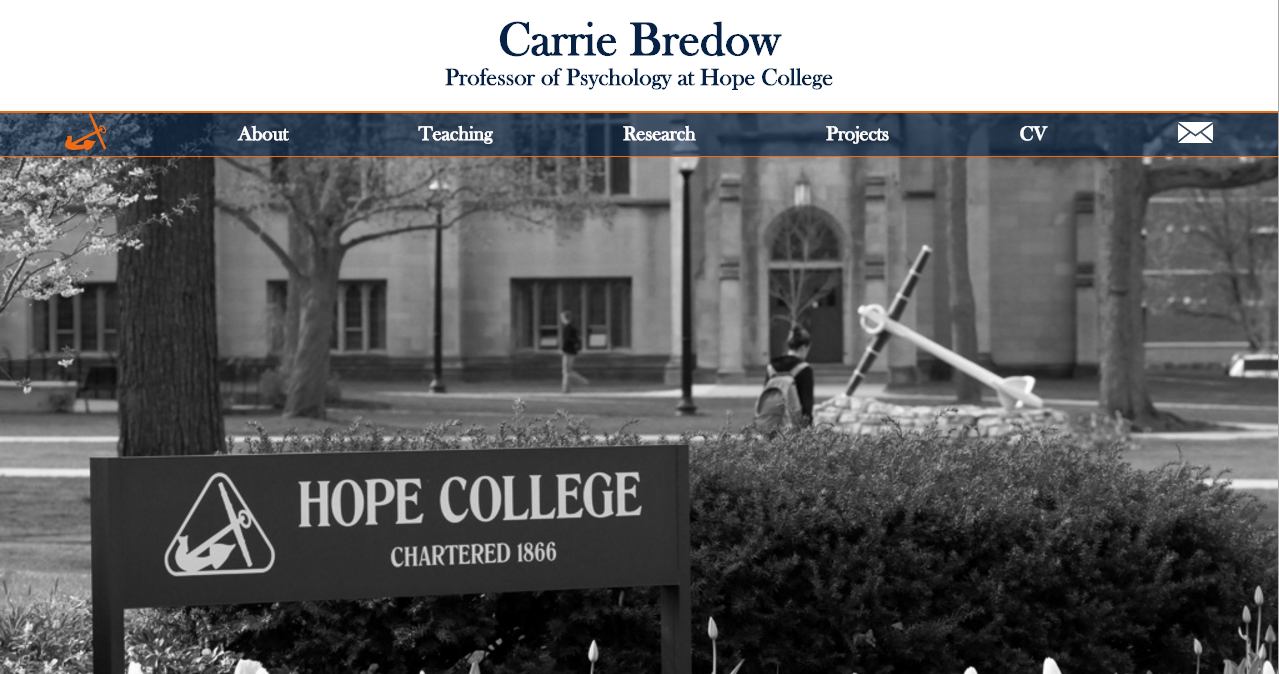 Carrie Bredow
Professor of Psychology at Hope College
About Teaching Research Projects CV
HOPE COLLEGE
CHARTERED 1866